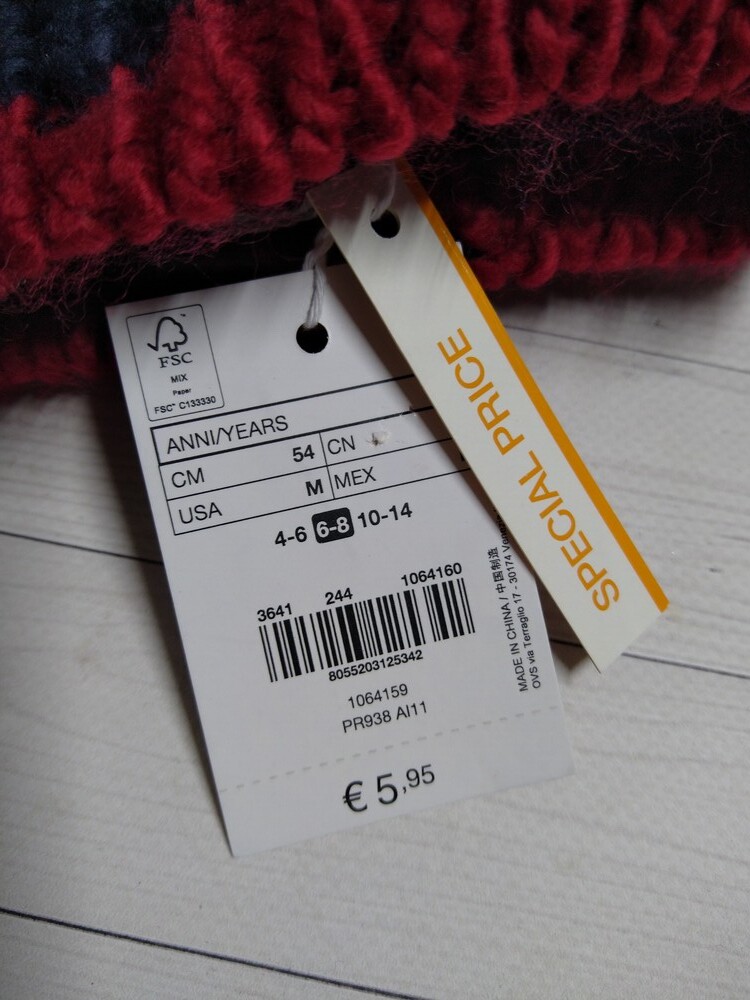 FSC
MIX
Paper
FSC™ C133330
ANNI/YEARS
CM 54 CN
USA M MEX
4-6 6-8 10-14
3641 244 1064160
8055203125342
1064159
PR938 AI11
€ 5,95
MADE IN CHINA / 中国制造
OVS via Terraglio 17 - 30174
SPECIAL PRICE